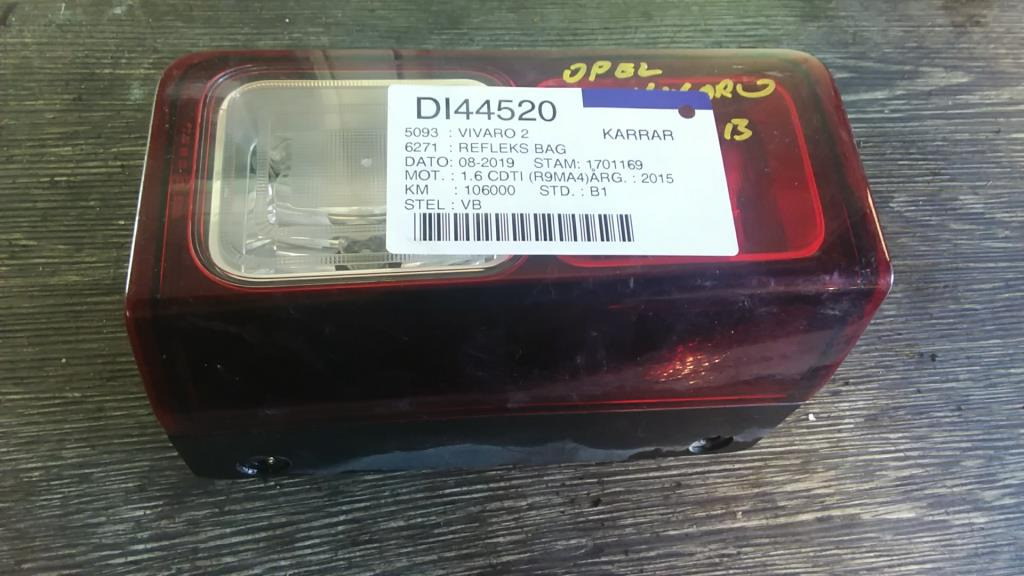 OPEL
13
DI44520
5093 : VIVARO 2 KARRAR
6271 : REFLEKS BAG
DATO: 08-2019 STAM: 1701169
MOT. : 1.6 CDTI (R9MA4)ARG. : 2015
KM : 106000 STD. : B1
STEL : VB